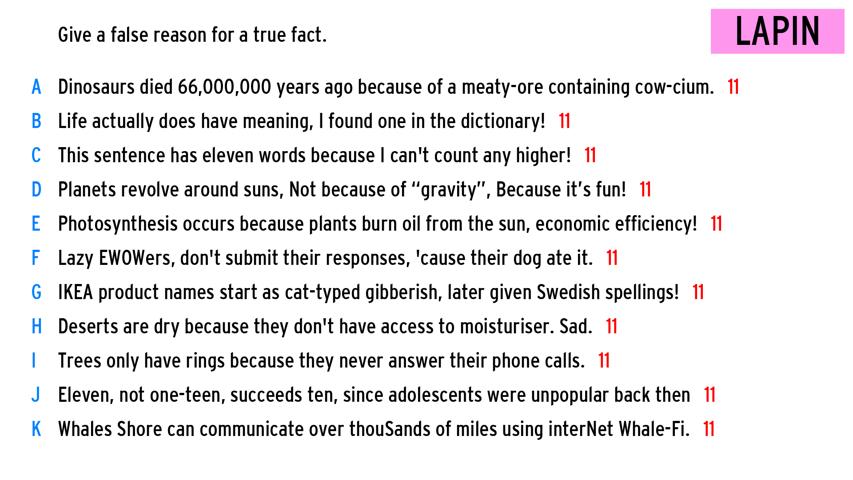 Give a false reason for a true fact.
LAPIN
A Dinosaurs died 66,000,000 years ago because of a meaty-ore containing cow-cium. 11
B Life actually does have meaning, I found one in the dictionary! 11
C This sentence has eleven words because I can't count any higher! 11
D Planets revolve around suns, Not because of “gravity”, Because it’s fun! 11
E Photosynthesis occurs because plants burn oil from the sun, economic efficiency! 11
F Lazy EWOWers, don't submit their responses, 'cause their dog ate it. 11
G IKEA product names start as cat-typed gibberish, later given Swedish spellings! 11
H Deserts are dry because they don't have access to moisturiser. Sad. 11
I Trees only have rings because they never answer their phone calls. 11
J Eleven, not one-teen, succeeds ten, since adolescents were unpopular back then 11
K Whales Shore can communicate over thouSands of miles using interNet Whale-Fi. 11